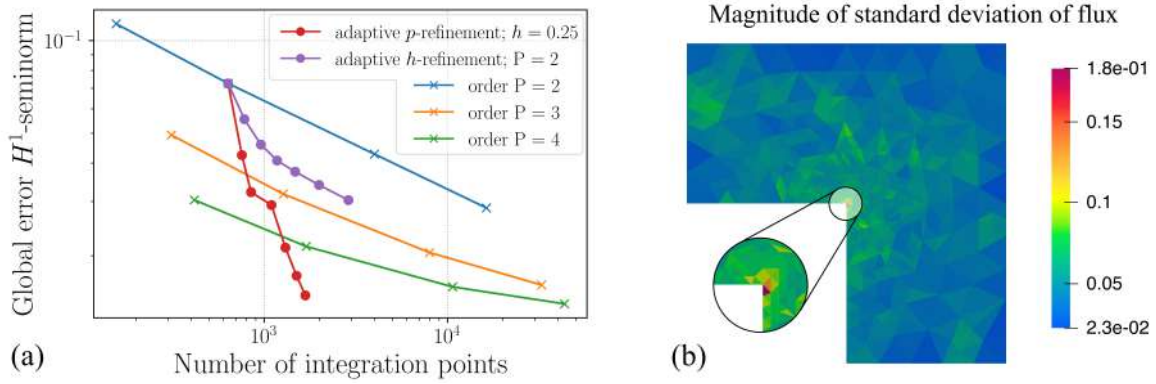 Global error H¹-seminorm
10⁻¹
adaptive p-refinement; h = 0.25
adaptive h-refinement; P = 2
order P = 2
order P = 3
order P = 4
10³
10⁴
Number of integration points
(a)
Magnitude of standard deviation of flux
1.8e-01
0.15
0.1
0.05
2.3e-02
(b)